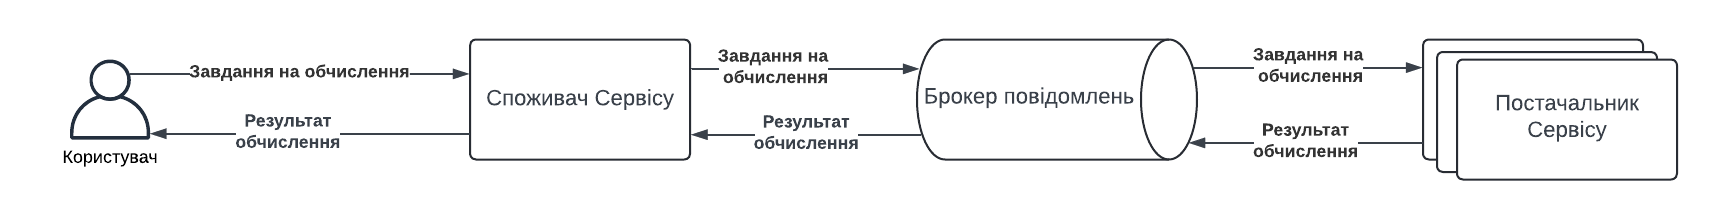 Завдання на обчислення
Результат
обчислення
Користувач
Споживач Сервісу
Завдання на
обчислення
Результат
обчислення
Брокер повідомлень
Завдання на
обчислення
Результат
обчислення
Постачальник
Сервісу